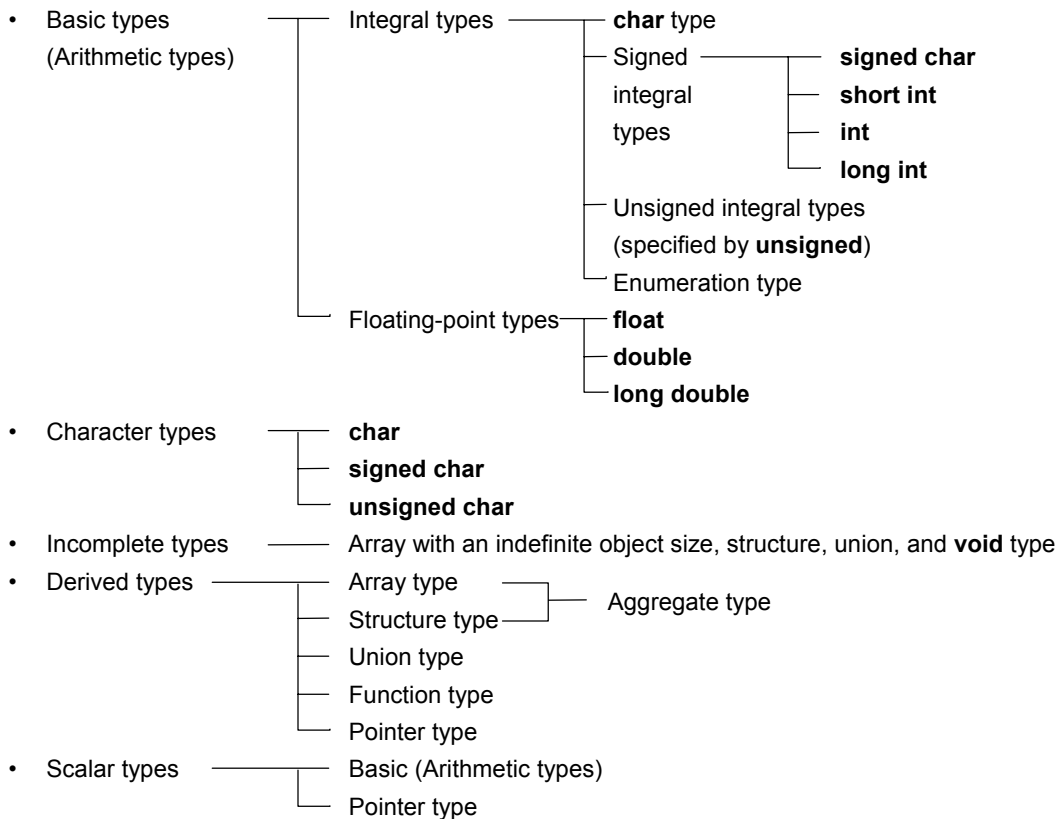 • Basic types Integral types char type
(Arithmetic types) Signed signed char
integral short int
types int
long int
Unsigned integral types
(specified by unsigned)
Enumeration type
Floating-point types float
double
long double
• Character types char
signed char
unsigned char
• Incomplete types Array with an indefinite object size, structure, union, and void type
• Derived types Array type
Aggregate type
Structure type
Union type
Function type
Pointer type
• Scalar types Basic (Arithmetic types)
Pointer type